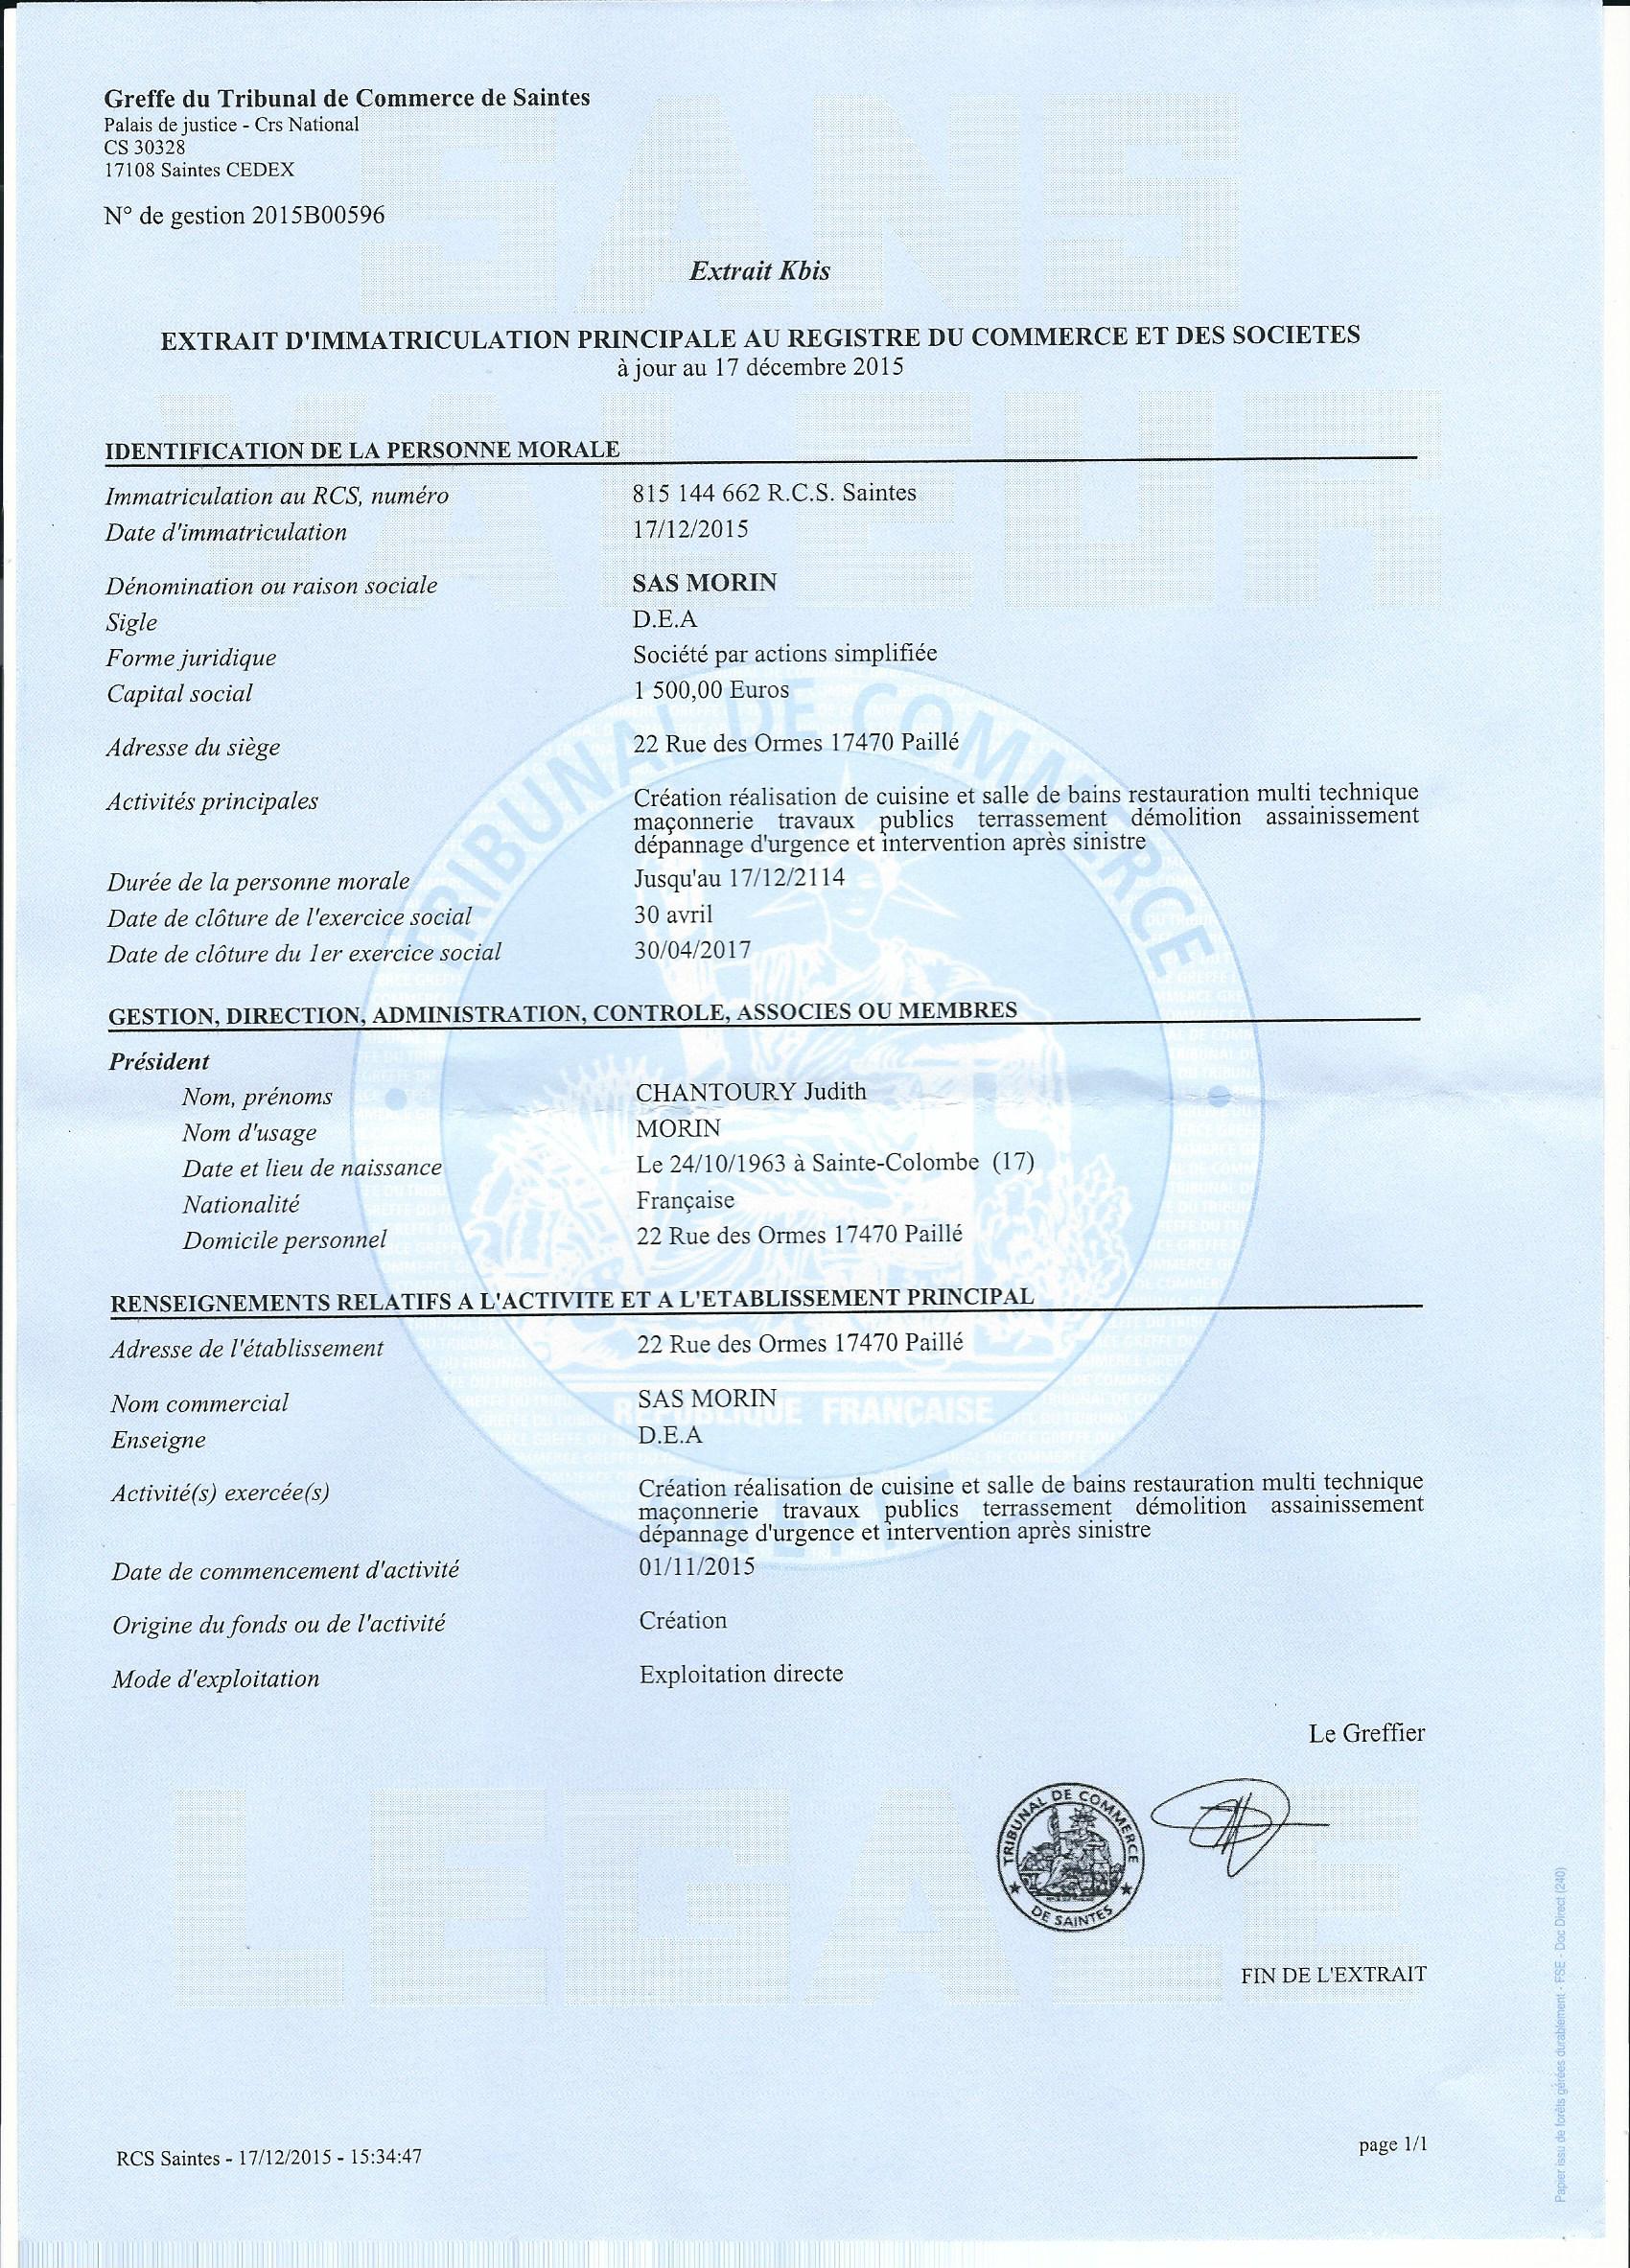 Greffe du Tribunal de Commerce de Saintes
Palais de justice - Crs National
CS 30328
17108 Saintes CEDEX
N° de gestion 2015B00596
SANS
VALEUR
Extrait Kbis
EXTRAIT D'IMMATRICULATION PRINCIPALE AU REGISTRE DU COMMERCE ET DES SOCIETES
à jour au 17 décembre 2015
IDENTIFICATION DE LA PERSONNE MORALE
Immatriculation au RCS, numéro 815 144 662 R.C.S. Saintes
Date d'immatriculation 17/12/2015
Dénomination ou raison sociale SAS MORIN
Sigle D.E.A
Forme juridique Société par actions simplifiée
Capital social 1 500,00 Euros
Adresse du siège 22 Rue des Ormes 17470 Paillé
Activités principales Création réalisation de cuisine et salle de bains restauration multi technique
maçonnerie travaux publics terrassement démolition assainissement
dépannage d'urgence et intervention après sinistre
Durée de la personne morale Jusqu'au 17/12/2114
Date de clôture de l'exercice social 30 avril
Date de clôture du 1er exercice social 30/04/2017
TRIBUNAL DE COMMERCE
GESTION, DIRECTION, ADMINISTRATION, CONTROLE, ASSOCIES OU MEMBRES
Président
Nom, prénoms CHANTOURY Judith
Nom d'usage MORIN
Date et lieu de naissance Le 24/10/1963 à Sainte-Colombe (17)
Nationalité Française
Domicile personnel 22 Rue des Ormes 17470 Paillé
RENSEIGNEMENTS RELATIFS A L'ACTIVITE ET A L'ETABLISSEMENT PRINCIPAL
Adresse de l'établissement 22 Rue des Ormes 17470 Paillé
Nom commercial SAS MORIN
REPUBLIQUE FRANÇAISE
Enseigne D.E.A
Activité(s) exercée(s) Création réalisation de cuisine et salle de bains restauration multi technique
maçonnerie travaux publics terrassement démolition assainissement
dépannage d'urgence et intervention après sinistre
GREFFE
Date de commencement d'activité 01/11/2015
Origine du fonds ou de l'activité Création
Mode d'exploitation Exploitation directe
Le Greffier
LEGALE
TRIBUNAL DE COMMERCE
DE SAINTES
FIN DE L'EXTRAIT
RCS Saintes - 17/12/2015 - 15:34:47
page 1/1
Papier issu de forêts gérées durablement - FSE - Doc Direct (240)